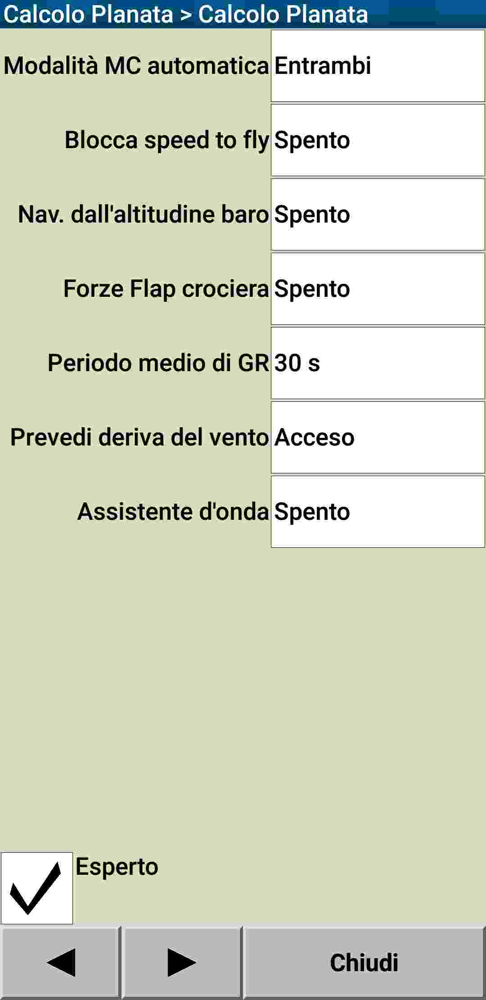 Calcolo Planata > Calcolo Planata
Modalità MC automatica Entrambi
Blocca speed to fly Spento
Nav. dall'altitudine baro Spento
Forze Flap crociera Spento
Periodo medio di GR 30 s
Prevedi deriva del vento Acceso
Assistente d'onda Spento
Esperto
Chiudi